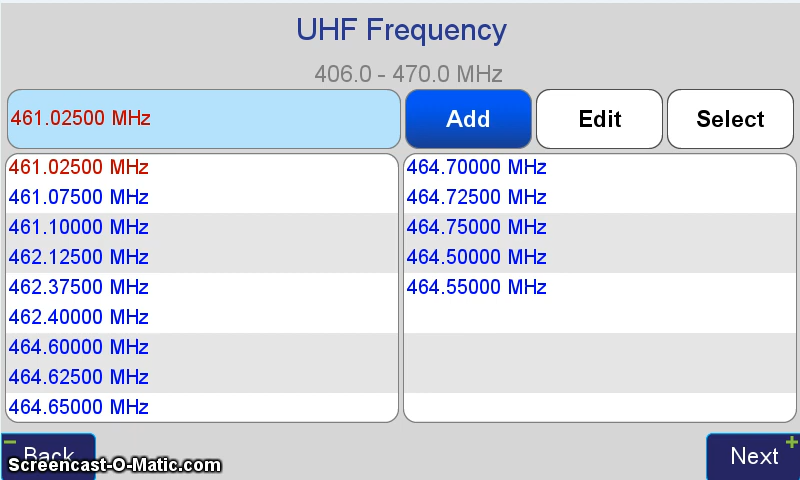 UHF Frequency
406.0 - 470.0 MHz
461.02500 MHz
Add
Edit
Select
461.02500 MHz
461.07500 MHz
461.10000 MHz
462.12500 MHz
462.37500 MHz
462.40000 MHz
464.60000 MHz
464.62500 MHz
464.65000 MHz
464.70000 MHz
464.72500 MHz
464.75000 MHz
464.50000 MHz
464.55000 MHz
Back
Next
Screencast-O-Matic.com